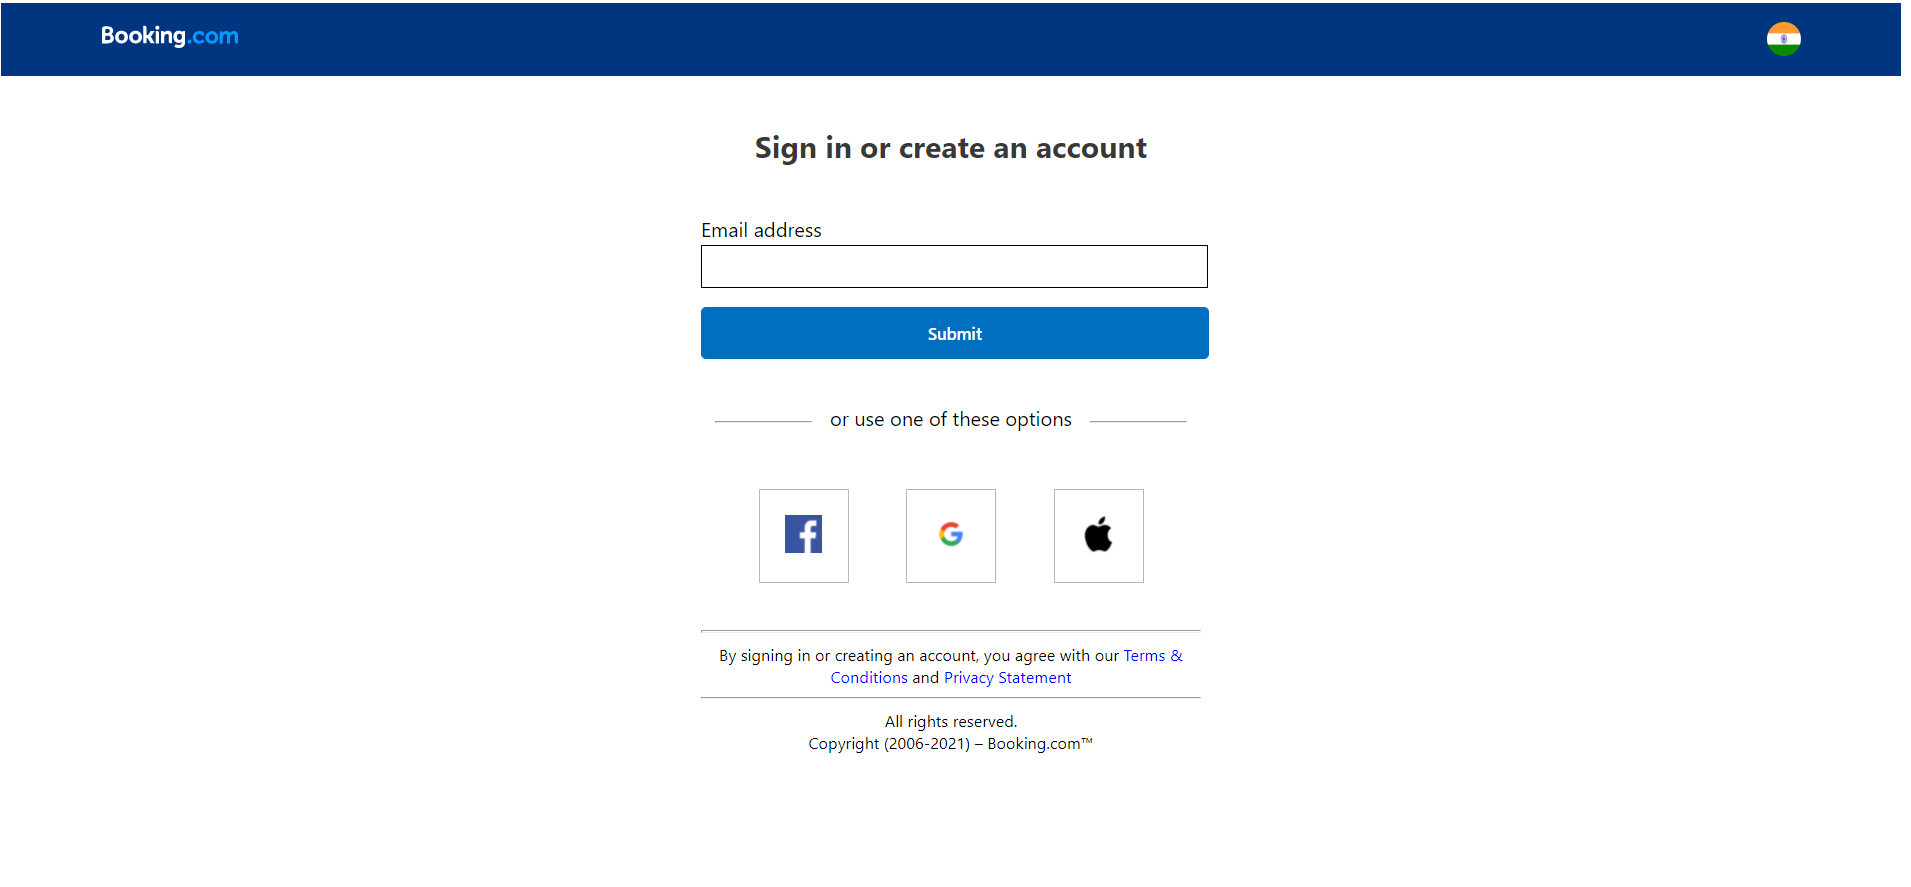 Booking.com
Sign in or create an account
Email address
Submit
or use one of these options
By signing in or creating an account, you agree with our Terms &
Conditions and Privacy Statement
All rights reserved.
Copyright (2006-2021) – Booking.com™